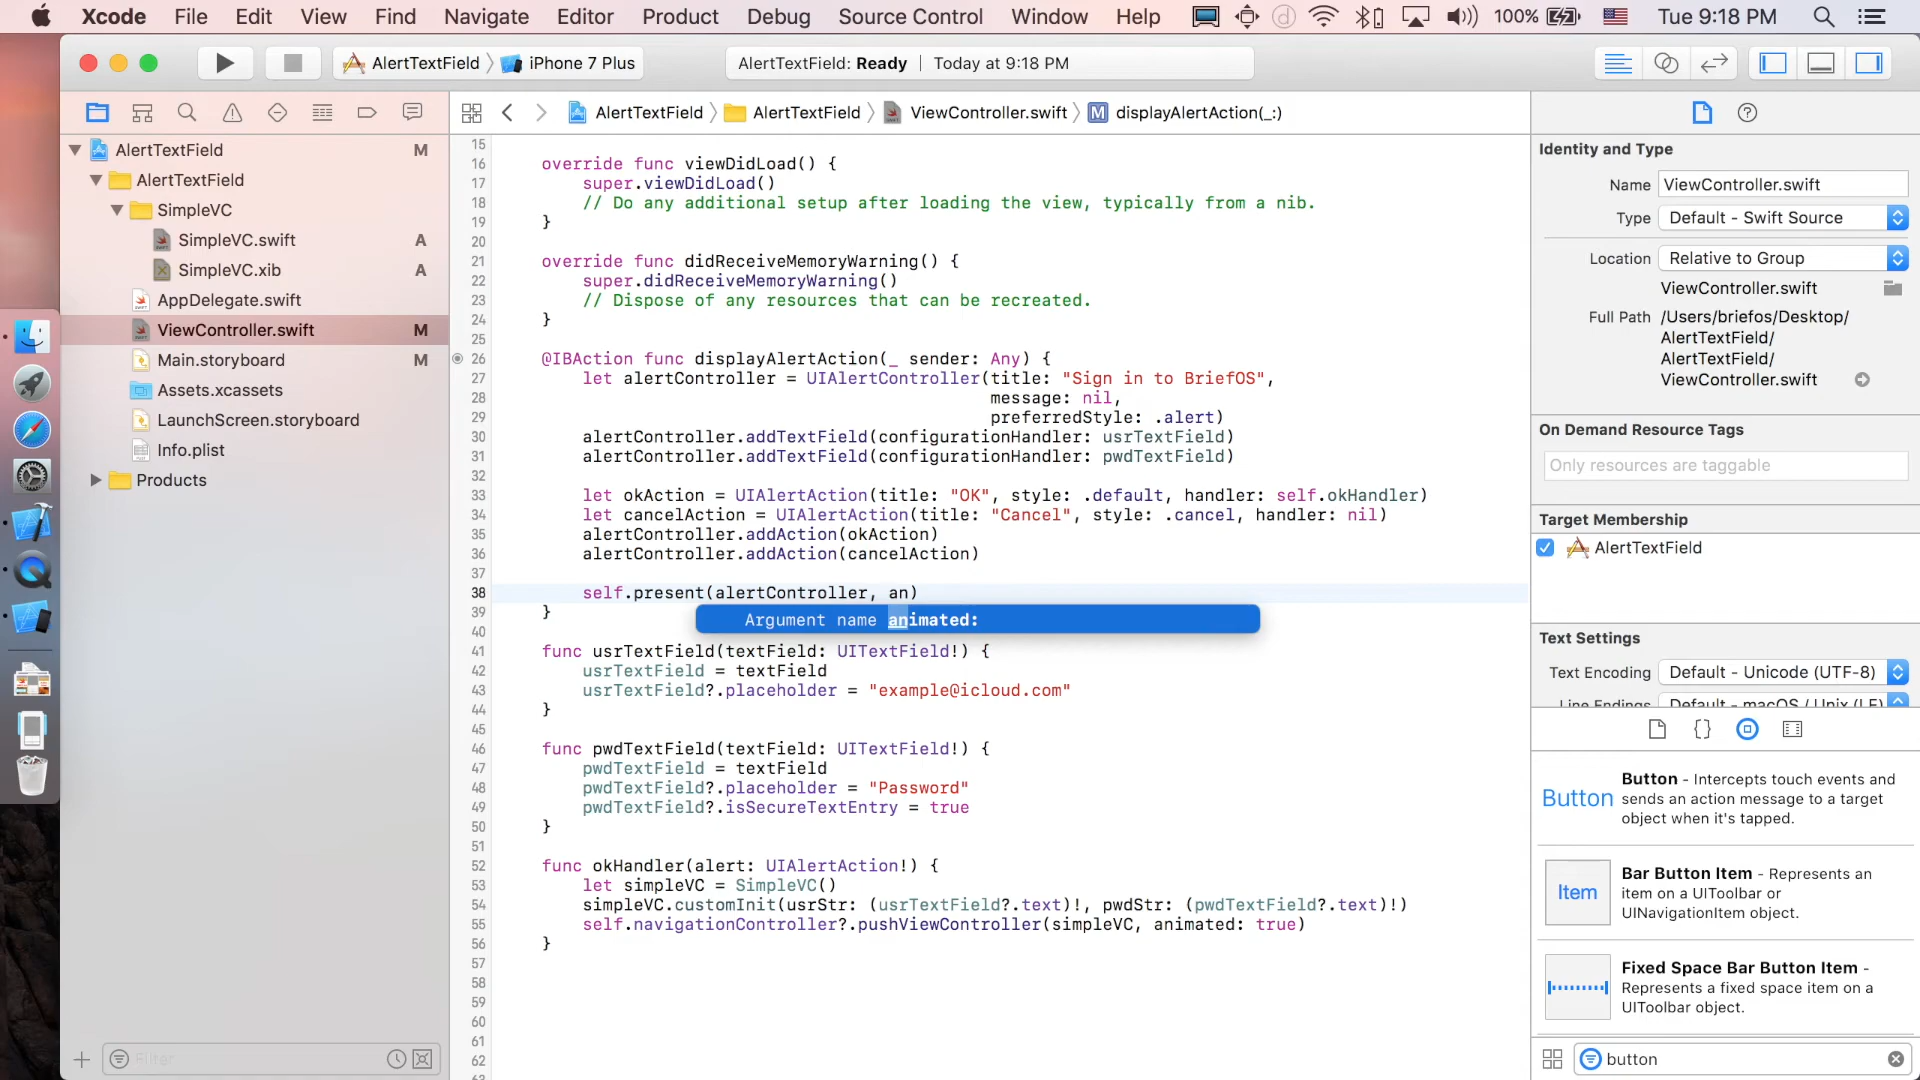 Xcode File Edit View Find Navigate Editor Product Debug Source Control Window Help 100% Tue 9:18 PM
AlertTextField iPhone 7 Plus AlertTextField: Ready Today at 9:18 PM
AlertTextField AlertTextField ViewController.swift M displayAlertAction(_:)
AlertTextField M
AlertTextField
SimpleVC
SimpleVC.swift A
SimpleVC.xib A
AppDelegate.swift
ViewController.swift M
Main.storyboard M
Assets.xcassets
LaunchScreen.storyboard
Info.plist
Products
Filter
15
16 override func viewDidLoad() {
17 super.viewDidLoad()
18 // Do any additional setup after loading the view, typically from a nib.
19 }
20
21 override func didReceiveMemoryWarning() {
22 super.didReceiveMemoryWarning()
23 // Dispose of any resources that can be recreated.
24 }
25
26 @IBAction func displayAlertAction(_ sender: Any) {
27 let alertController = UIAlertController(title: "Sign in to BriefOS",
28 message: nil,
29 preferredStyle: .alert)
30 alertController.addTextField(configurationHandler: usrTextField)
31 alertController.addTextField(configurationHandler: pwdTextField)
32
33 let okAction = UIAlertAction(title: "OK", style: .default, handler: self.okHandler)
34 let cancelAction = UIAlertAction(title: "Cancel", style: .cancel, handler: nil)
35 alertController.addAction(okAction)
36 alertController.addAction(cancelAction)
37
38 self.present(alertController, an)
39 }
Argument name animated:
40
41 func usrTextField(textField: UITextField!) {
42 usrTextField = textField
43 usrTextField?.placeholder = "example@icloud.com"
44 }
45
46 func pwdTextField(textField: UITextField!) {
47 pwdTextField = textField
48 pwdTextField?.placeholder = "Password"
49 pwdTextField?.isSecureTextEntry = true
50 }
51
52 func okHandler(alert: UIAlertAction!) {
53 let simpleVC = SimpleVC()
54 simpleVC.customInit(usrStr: (usrTextField?.text)!, pwdStr: (pwdTextField?.text)!)
55 self.navigationController?.pushViewController(simpleVC, animated: true)
56 }
57
58
59
60
61
62
Identity and Type
Name ViewController.swift
Type Default - Swift Source
Location Relative to Group
ViewController.swift
Full Path /Users/briefos/Desktop/
AlertTextField/
AlertTextField/
ViewController.swift
On Demand Resource Tags
Only resources are taggable
Target Membership
AlertTextField
Text Settings
Text Encoding Default - Unicode (UTF-8)
Line Endings Default - macOS / Unix (LF)
Button Button - Intercepts touch events and
sends an action message to a target
object when it's tapped.
Item Bar Button Item - Represents an
item on a UIToolbar or
UINavigationItem object.
Fixed Space Bar Button Item -
Represents a fixed space item on a
UIToolbar object.
button